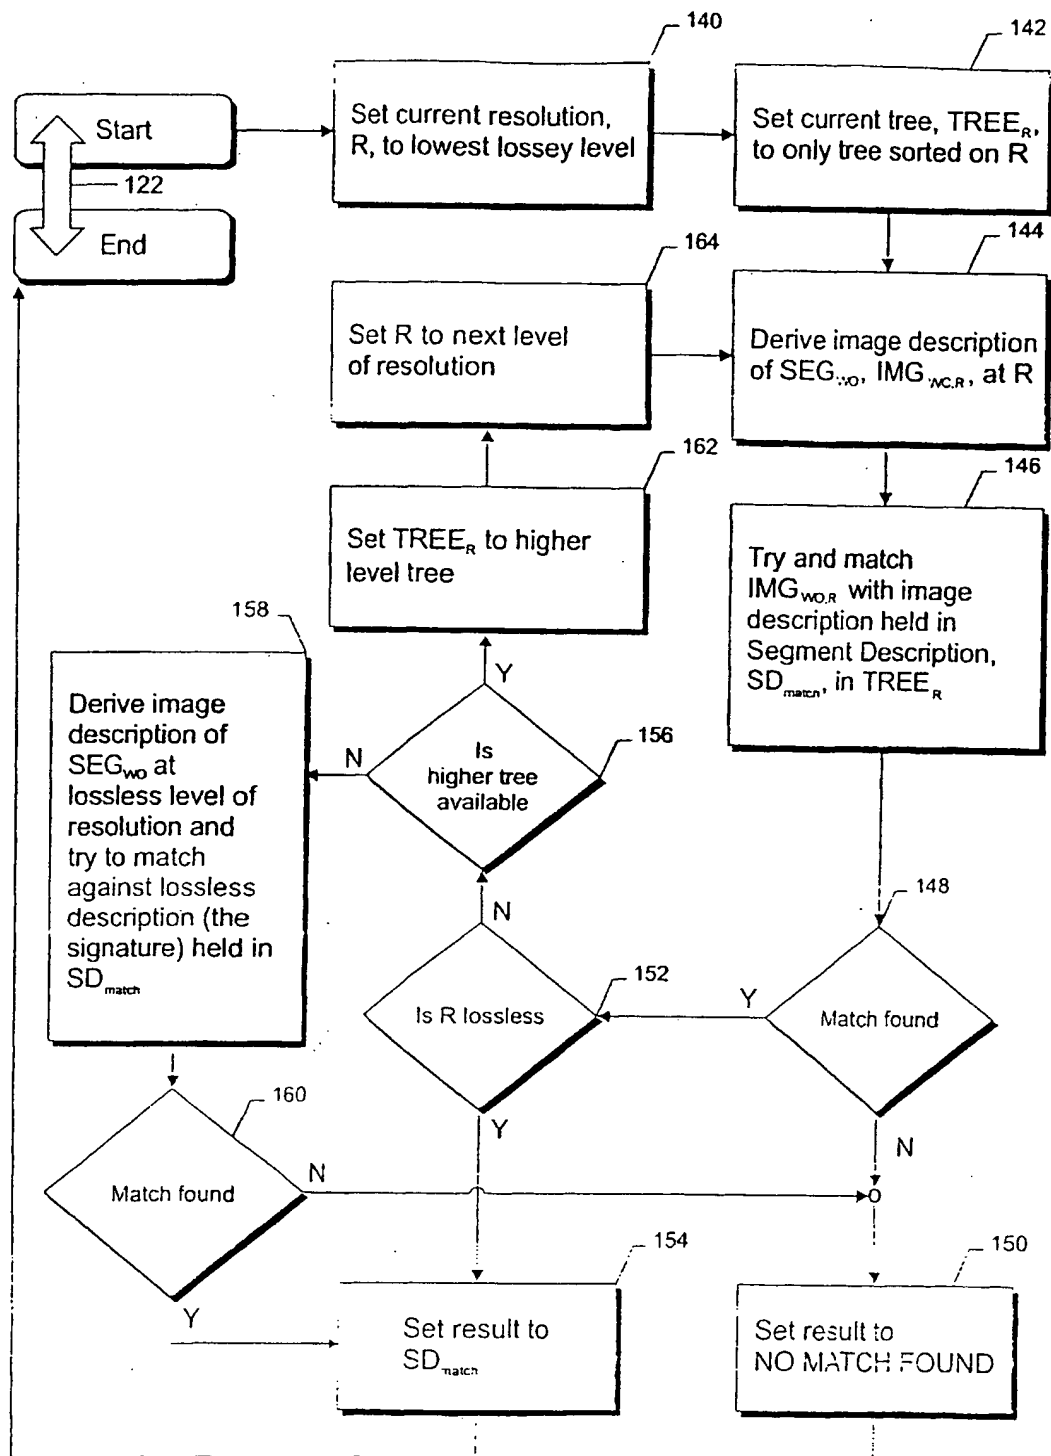 140
142
Start
Set current resolution,
R, to lowest lossey level
Set current tree, TREE_R,
to only tree sorted on R
122
End
164
144
Set R to next level
of resolution
Derive image description
of SEG_WO, IMG_WO,R, at R
162
146
Set TREE_R to higher
level tree
Try and match
IMG_WO,R with image
description held in
Segment Description,
SD_match, in TREE_R
158
Derive image
description of
SEG_WO at
lossless level of
resolution and
try to match
against lossless
description (the
signature) held in
SD_match
Y
N
Is
higher tree
available
156
148
N
152
Is R lossless
Y
Match found
Y
N
160
Match found
N
Y
154
150
Set result to
SD_match
Set result to
NO MATCH FOUND